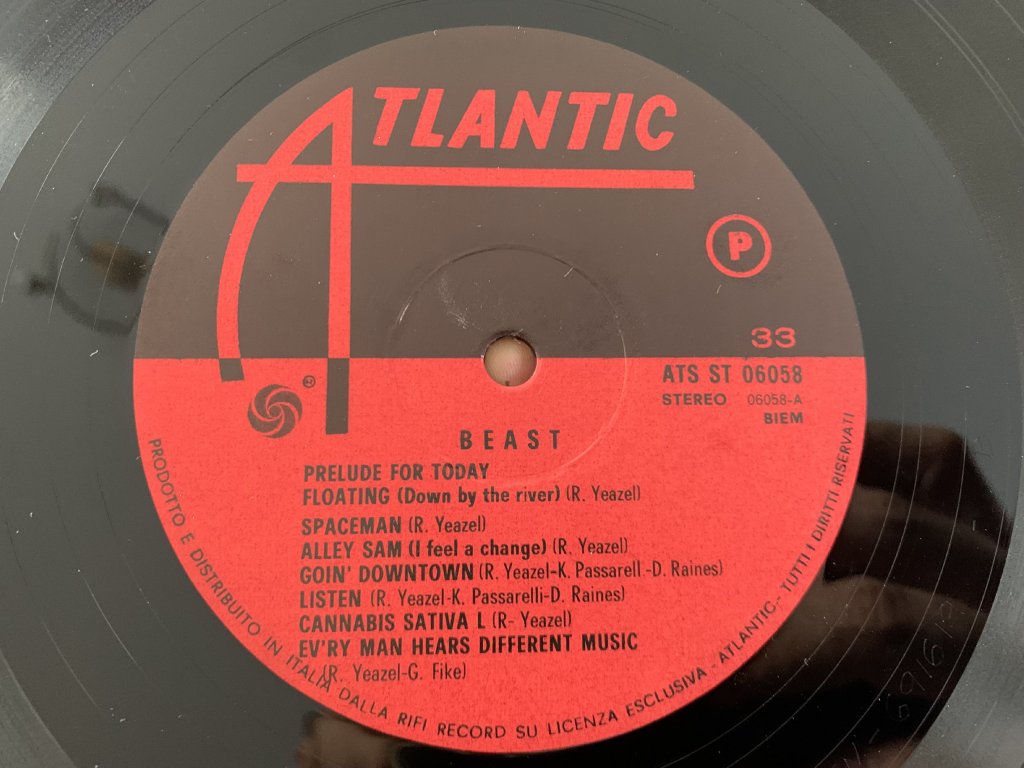 ATLANTIC
P
33
ATS ST 06058
STEREO 06058-A
BIEM
®
BEAST
PRELUDE FOR TODAY
FLOATING (Down by the river) (R. Yeazel)
SPACEMAN (R. Yeazel)
ALLEY SAM (I feel a change) (R. Yeazel)
GOIN' DOWNTOWN (R. Yeazel-K. Passarell -D. Raines)
LISTEN (R. Yeazel-K. Passarelli-D. Raines)
CANNABIS SATIVA L (R- Yeazel)
EV'RY MAN HEARS DIFFERENT MUSIC
(R. Yeazel-G. Fike)
PRODOTTO E DISTRIBUITO IN ITALIA DALLA RIFI RECORD SU LICENZA ESCLUSIVA - ATLANTIC - TUTTI I DIRITTI RISERVATI